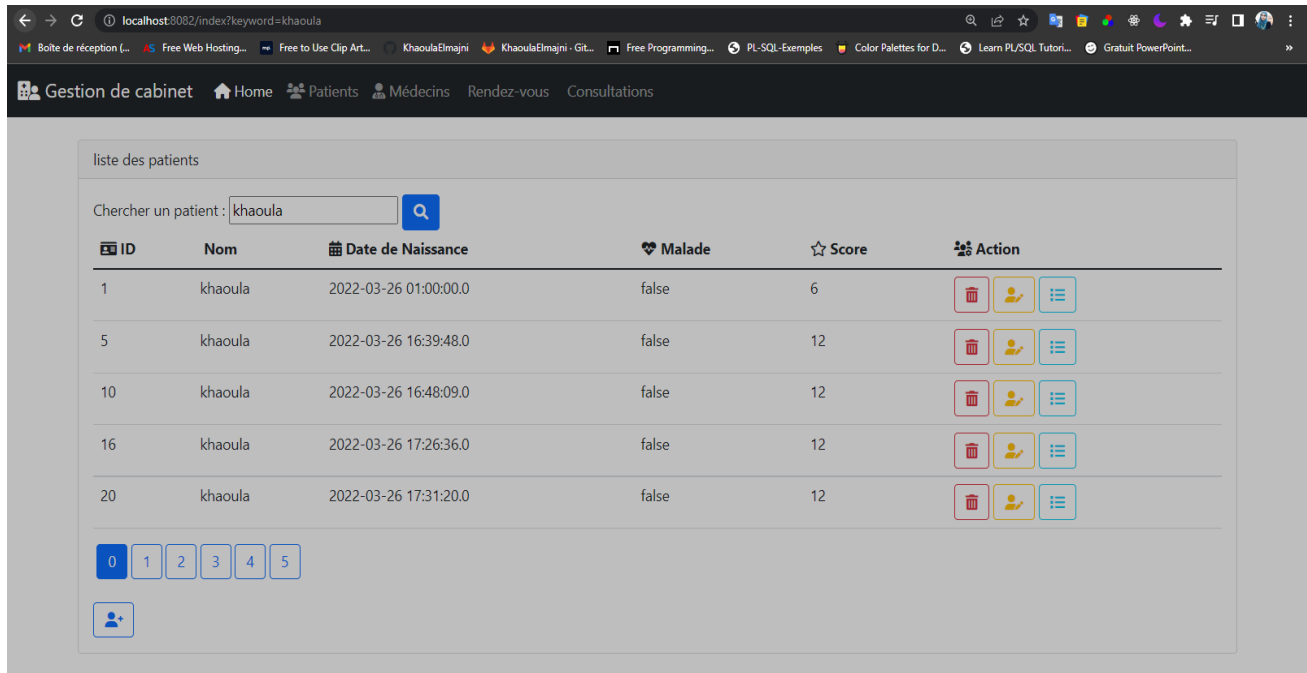 localhost:8082/index?keyword=khaoula
Boîte de réception (... Free Web Hosting... Free to Use Clip Art... KhaoulaElmajni KhaoulaElmajni · Git... Free Programming... PL-SQL-Exemples Color Palettes for D... Learn PL/SQL Tutori... Gratuit PowerPoint... »
Gestion de cabinet Home Patients Médecins Rendez-vous Consultations
liste des patients
Chercher un patient : khaoula
ID Nom Date de Naissance Malade Score Action
1 khaoula 2022-03-26 01:00:00.0 false 6
5 khaoula 2022-03-26 16:39:48.0 false 12
10 khaoula 2022-03-26 16:48:09.0 false 12
16 khaoula 2022-03-26 17:26:36.0 false 12
20 khaoula 2022-03-26 17:31:20.0 false 12
0 1 2 3 4 5